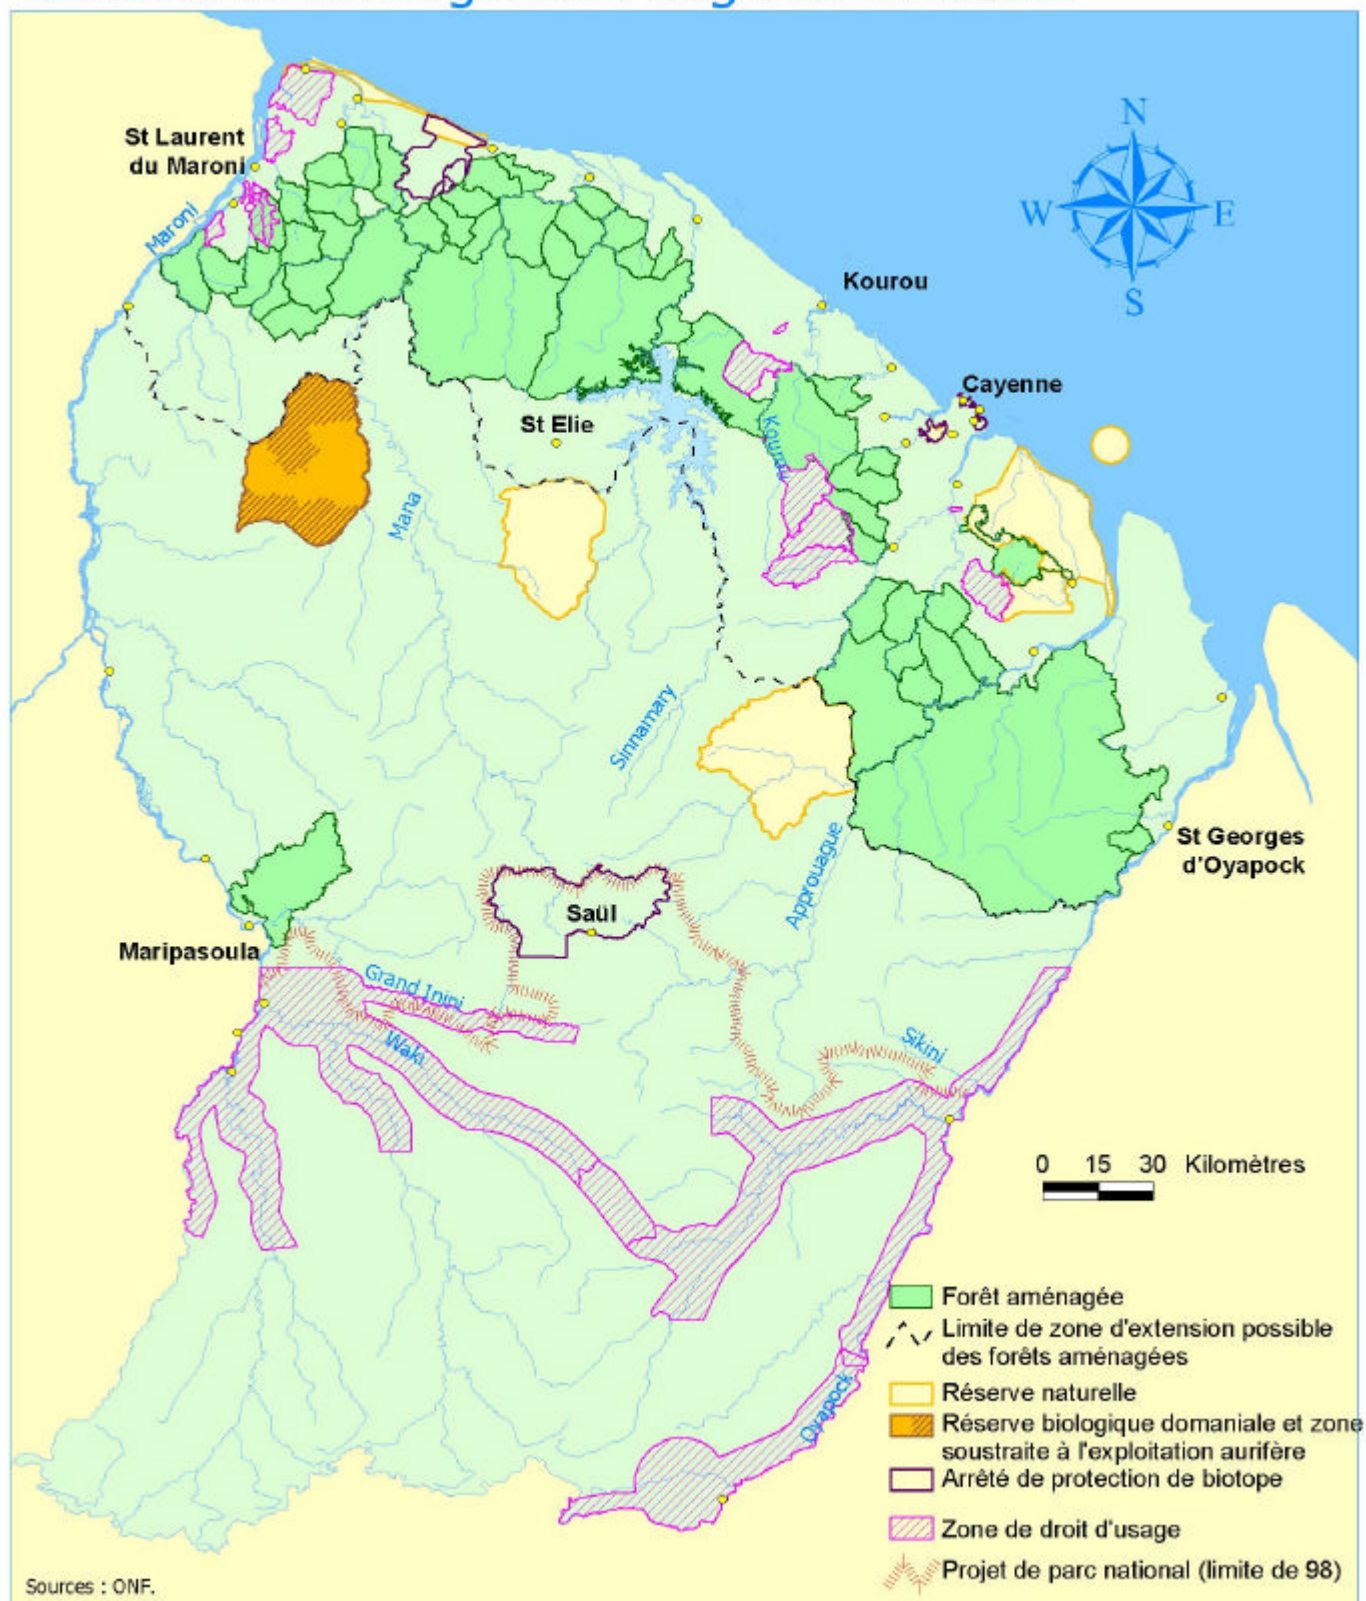 N
St Laurent
du Maroni
W
E
Maroni
S
Kourou
Cayenne
St Elie
Kourou
Mana
Sinnamary
St Georges
d'Oyapock
Approuague
Saül
Maripasoula
Grand Inini
Waki
Sikini
0 15 30 Kilomètres
Forêt aménagée
Limite de zone d'extension possible
des forêts aménagées
Réserve naturelle
Oyapock
Réserve biologique domaniale et zone
soustraite à l'exploitation aurifère
Arrêté de protection de biotope
Zone de droit d'usage
Projet de parc national (limite de 98)
Sources : ONF.